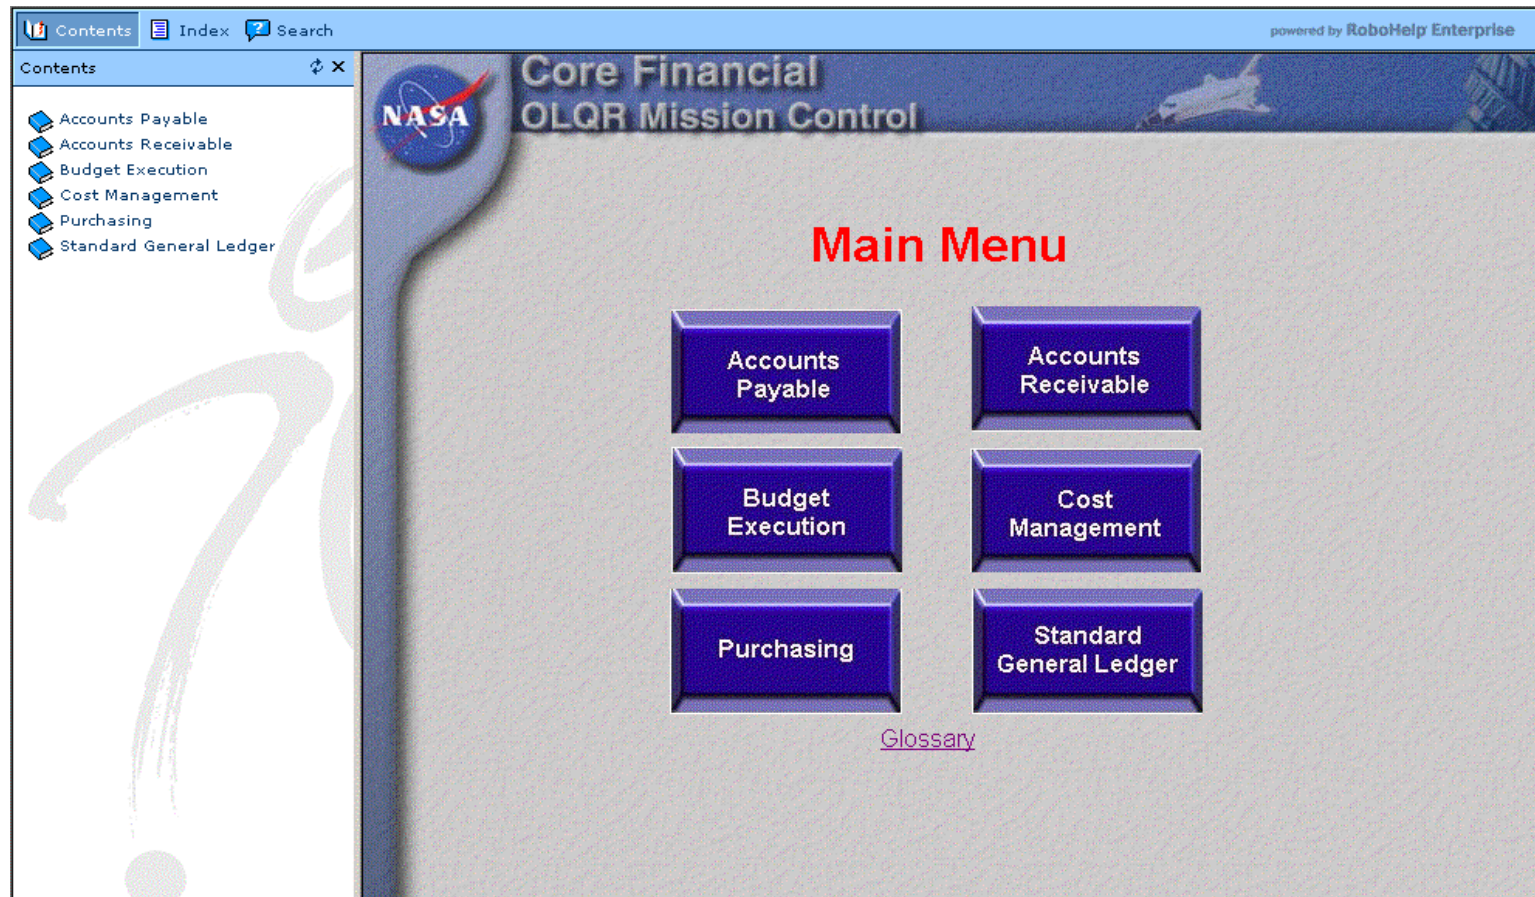 Contents Index Search powered by RoboHelp Enterprise
Contents
Accounts Payable
Accounts Receivable
Budget Execution
Cost Management
Purchasing
Standard General Ledger
NASA
Core Financial
OLQR Mission Control
Main Menu
Accounts
Payable
Accounts
Receivable
Budget
Execution
Cost
Management
Purchasing
Standard
General Ledger
Glossary